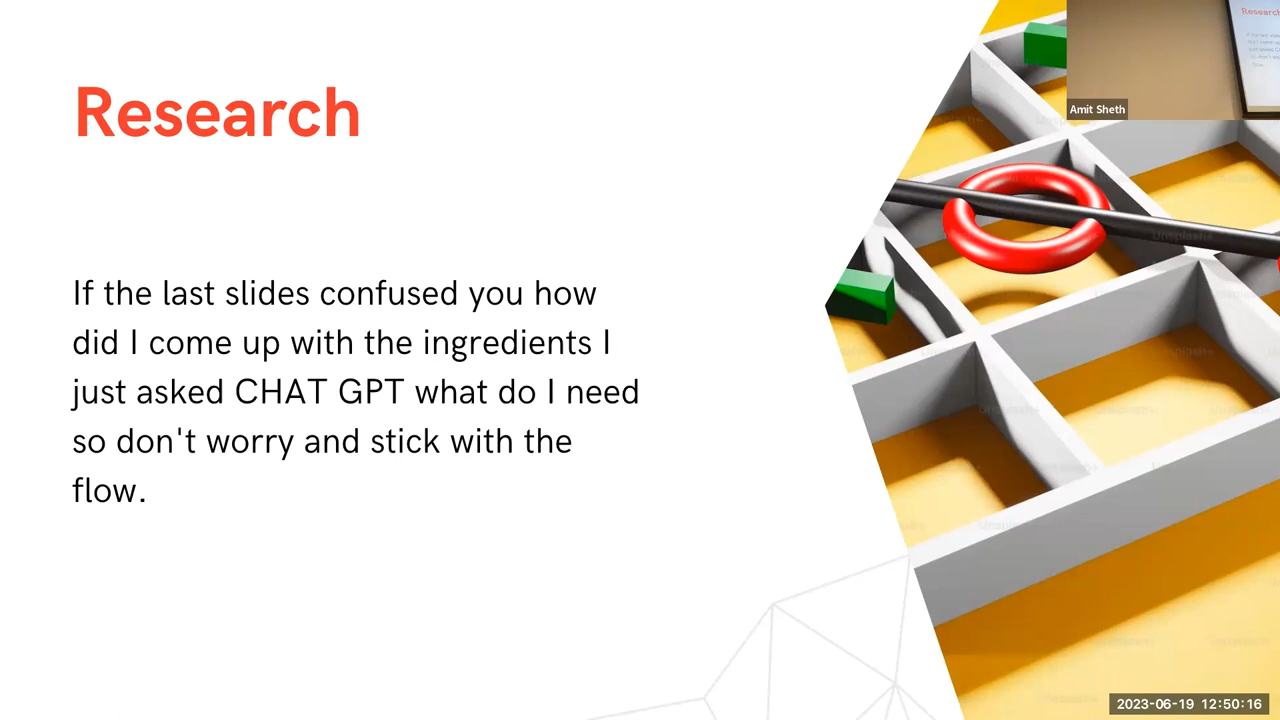 Research
If the last slides confused you how
did I come up with the ingredients I
just asked CHAT GPT what do I need
so don't worry and stick with the
flow.
Research
Amit Sheth
2023-06-19 12:50:16